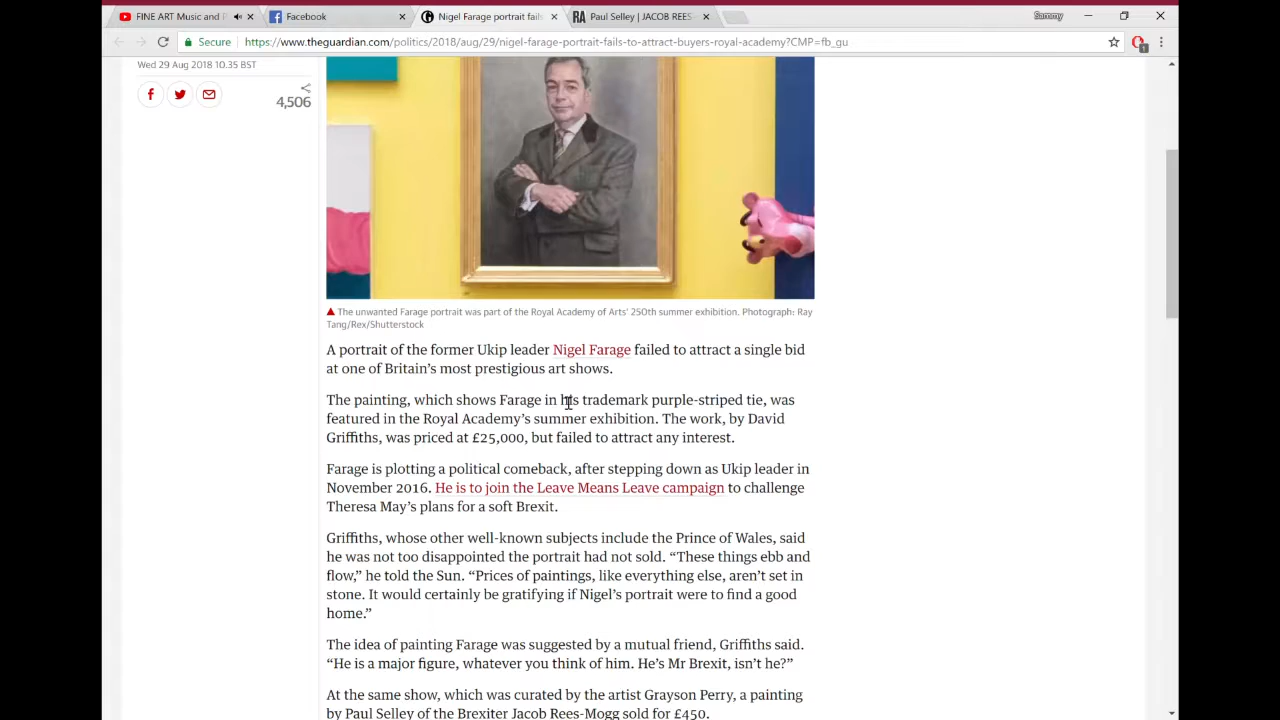 FINE ART Music and P
Facebook
Nigel Farage portrait fails
RA Paul Selley | JACOB REES-
Sammy
Secure https://www.theguardian.com/politics/2018/aug/29/nigel-farage-portrait-fails-to-attract-buyers-royal-academy?CMP=fb_gu
1
Wed 29 Aug 2018 10.35 BST
4,506
The unwanted Farage portrait was part of the Royal Academy of Arts' 250th summer exhibition. Photograph: Ray
Tang/Rex/Shutterstock
A portrait of the former Ukip leader Nigel Farage failed to attract a single bid
at one of Britain's most prestigious art shows.
The painting, which shows Farage in his trademark purple-striped tie, was
featured in the Royal Academy's summer exhibition. The work, by David
Griffiths, was priced at £25,000, but failed to attract any interest.
Farage is plotting a political comeback, after stepping down as Ukip leader in
November 2016. He is to join the Leave Means Leave campaign to challenge
Theresa May's plans for a soft Brexit.
Griffiths, whose other well-known subjects include the Prince of Wales, said
he was not too disappointed the portrait had not sold. “These things ebb and
flow,” he told the Sun. “Prices of paintings, like everything else, aren't set in
stone. It would certainly be gratifying if Nigel's portrait were to find a good
home.”
The idea of painting Farage was suggested by a mutual friend, Griffiths said.
“He is a major figure, whatever you think of him. He's Mr Brexit, isn't he?”
At the same show, which was curated by the artist Grayson Perry, a painting
by Paul Selley of the Brexiter Jacob Rees-Mogg sold for £450.